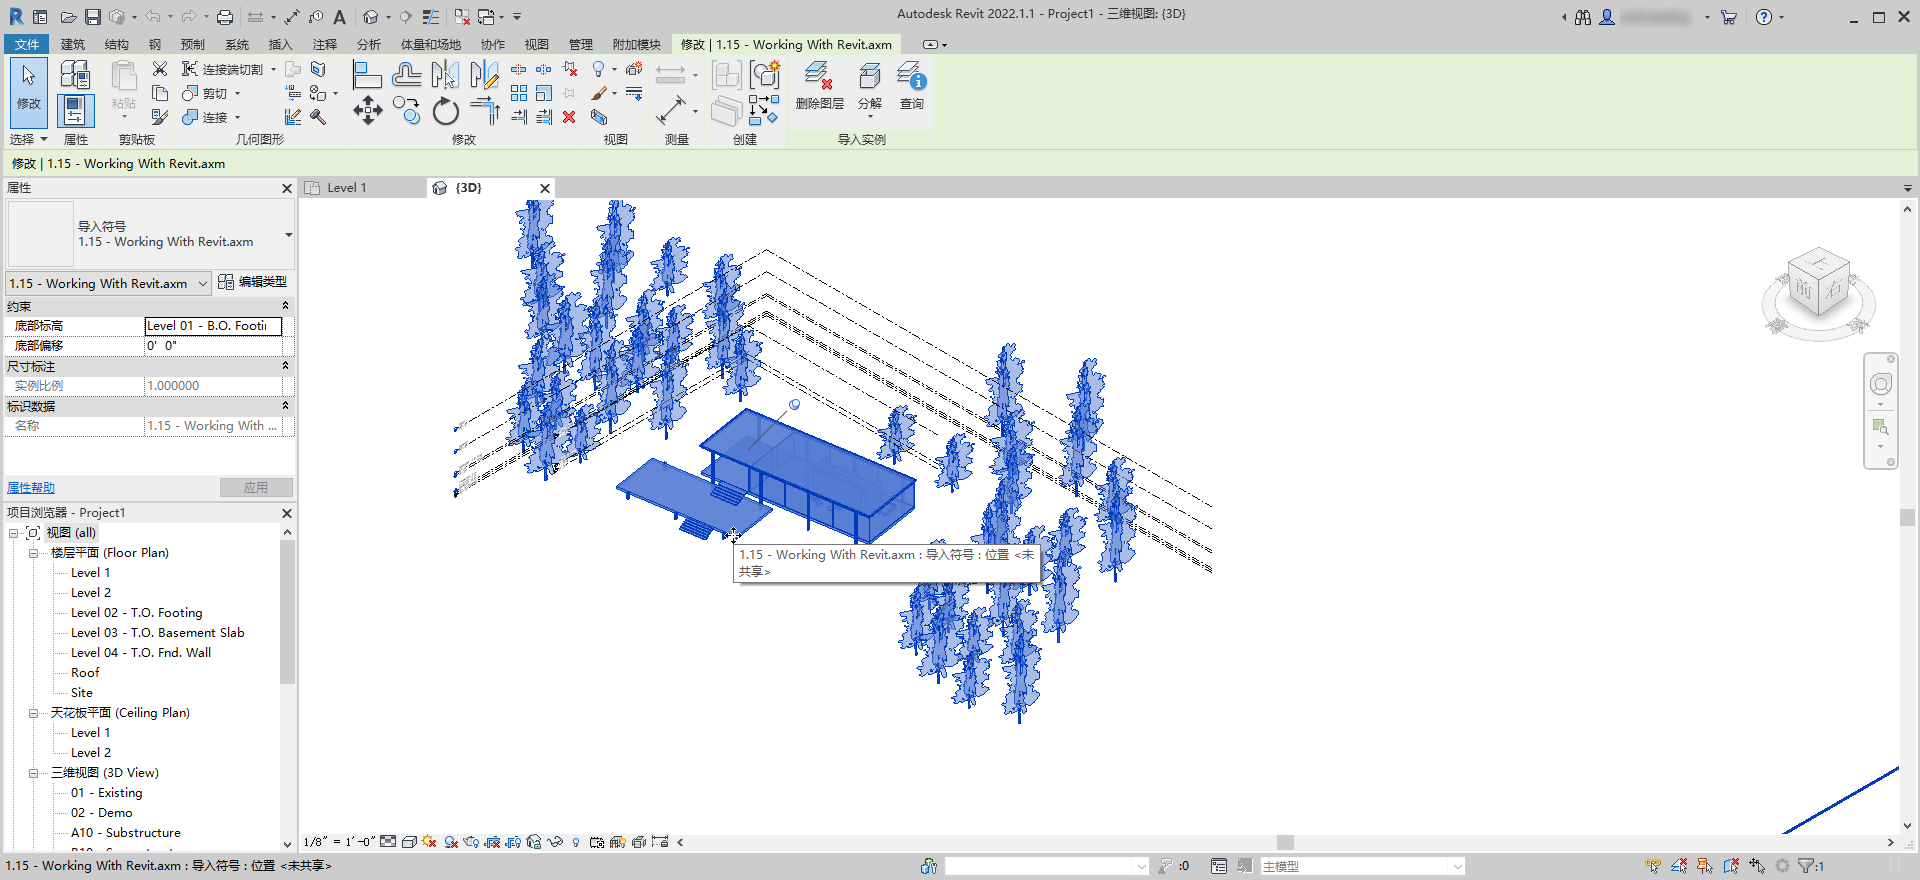 Autodesk Revit 2022.1.1 - Project1 - 三维视图: {3D}
文件 建筑 结构 钢 预制 系统 插入 注释 分析 体量和场地 协作 视图 管理 附加模块 修改 | 1.15 - Working With Revit.axm
连接端切割
修改 粘贴 剪切 删除图层 分解 查询
连接
选择 属性 剪贴板 几何图形 修改 视图 测量 创建 导入实例
修改 | 1.15 - Working With Revit.axm
属性
Level 1
{3D}
导入符号
1.15 - Working With Revit.axm
1.15 - Working With Revit.axm 编辑类型
约束
底部标高 Level 01 - B.O. Footi
底部偏移 0' 0"
尺寸标注
实例比例 1.000000
标识数据
名称 1.15 - Working With ...
属性帮助 应用
项目浏览器 - Project1
视图 (all)
楼层平面 (Floor Plan)
Level 1
Level 2
Level 02 - T.O. Footing
Level 03 - T.O. Basement Slab
Level 04 - T.O. Fnd. Wall
Roof
Site
天花板平面 (Ceiling Plan)
Level 1
Level 2
三维视图 (3D View)
01 - Existing
02 - Demo
A10 - Substructure
上
前 右
1.15 - Working With Revit.axm : 导入符号 : 位置 <未
共享>
1/8" = 1'-0"
1.15 - Working With Revit.axm : 导入符号 : 位置 <未共享>
:0
主模型
:1